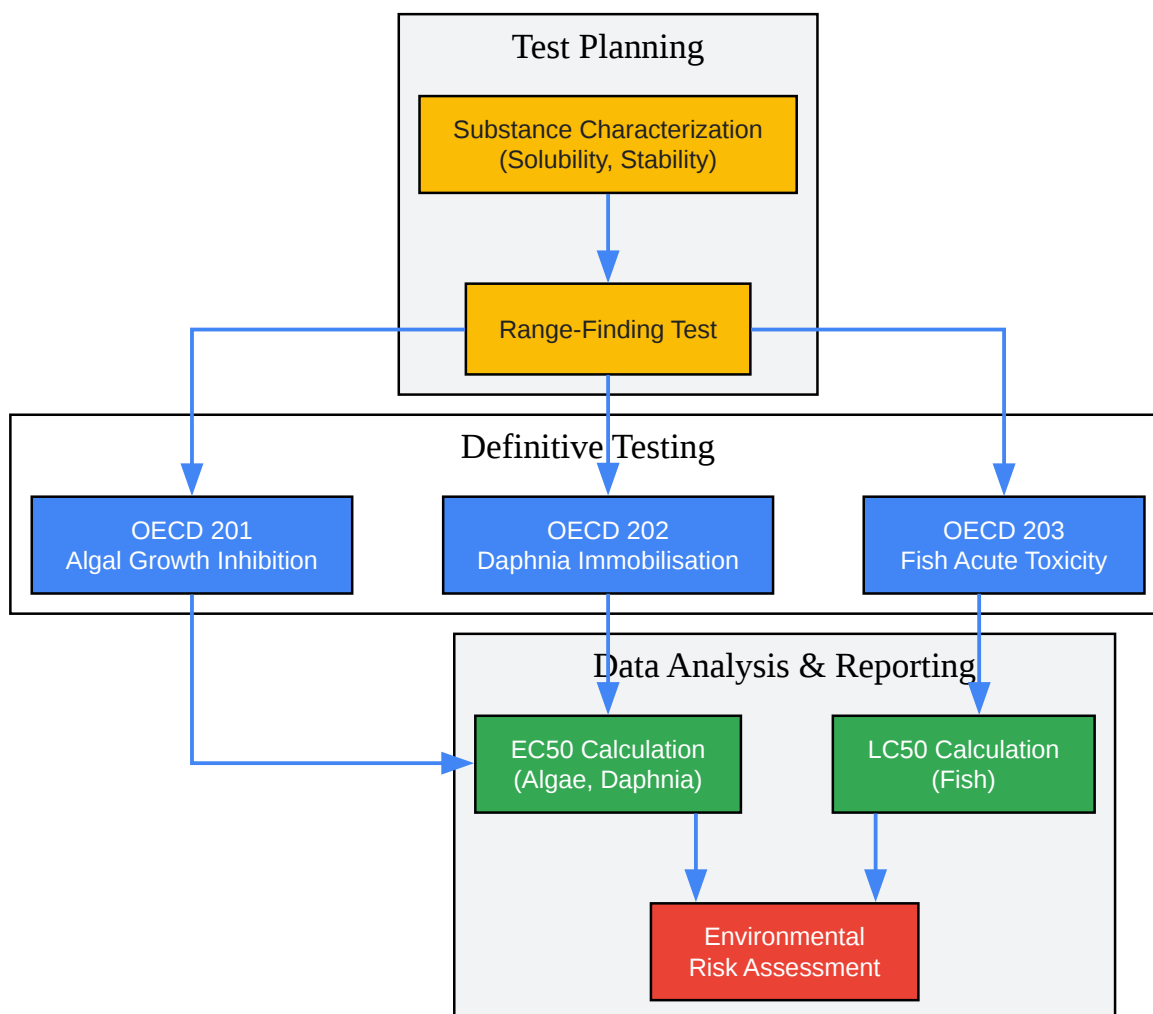 Test Planning
Substance Characterization
(Solubility, Stability)
Range-Finding Test
Definitive Testing
OECD 201
Algal Growth Inhibition
OECD 202
Daphnia Immobilisation
OECD 203
Fish Acute Toxicity
Data Analysis & Reporting
EC50 Calculation
(Algae, Daphnia)
LC50 Calculation
(Fish)
Environmental
Risk Assessment